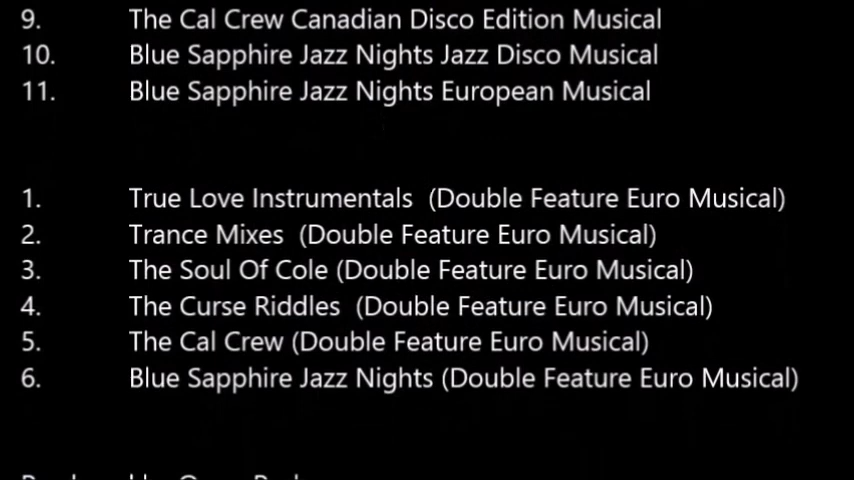 9. The Cal Crew Canadian Disco Edition Musical
10. Blue Sapphire Jazz Nights Jazz Disco Musical
11. Blue Sapphire Jazz Nights European Musical
1. True Love Instrumentals (Double Feature Euro Musical)
2. Trance Mixes (Double Feature Euro Musical)
3. The Soul Of Cole (Double Feature Euro Musical)
4. The Curse Riddles (Double Feature Euro Musical)
5. The Cal Crew (Double Feature Euro Musical)
6. Blue Sapphire Jazz Nights (Double Feature Euro Musical)